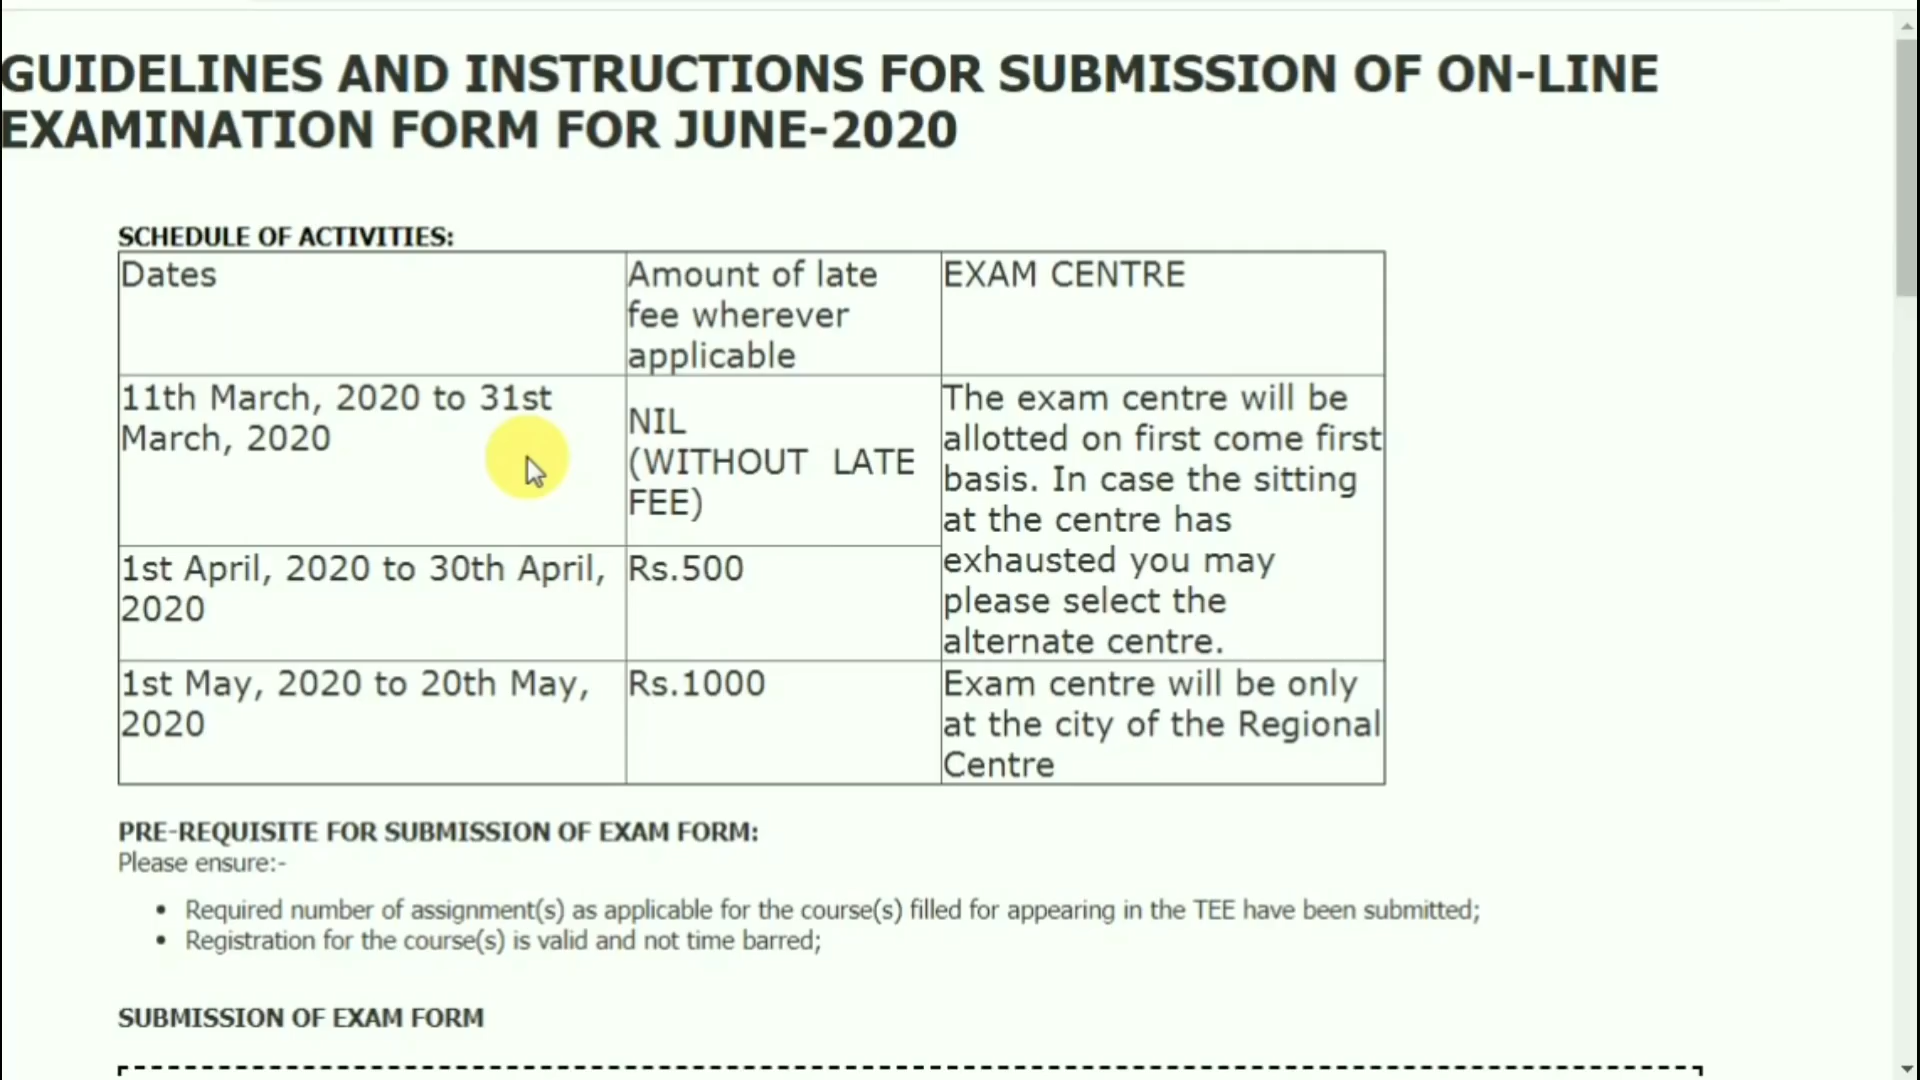 GUIDELINES AND INSTRUCTIONS FOR SUBMISSION OF ON-LINE
EXAMINATION FORM FOR JUNE-2020
SCHEDULE OF ACTIVITIES:
Dates
Amount of late
fee wherever
applicable
EXAM CENTRE
11th March, 2020 to 31st
March, 2020
NIL
(WITHOUT LATE
FEE)
The exam centre will be
allotted on first come first
basis. In case the sitting
at the centre has
exhausted you may
please select the
alternate centre.
1st April, 2020 to 30th April,
2020
Rs.500
1st May, 2020 to 20th May,
2020
Rs.1000
Exam centre will be only
at the city of the Regional
Centre
PRE-REQUISITE FOR SUBMISSION OF EXAM FORM:
Please ensure:-
• Required number of assignment(s) as applicable for the course(s) filled for appearing in the TEE have been submitted;
• Registration for the course(s) is valid and not time barred;
SUBMISSION OF EXAM FORM